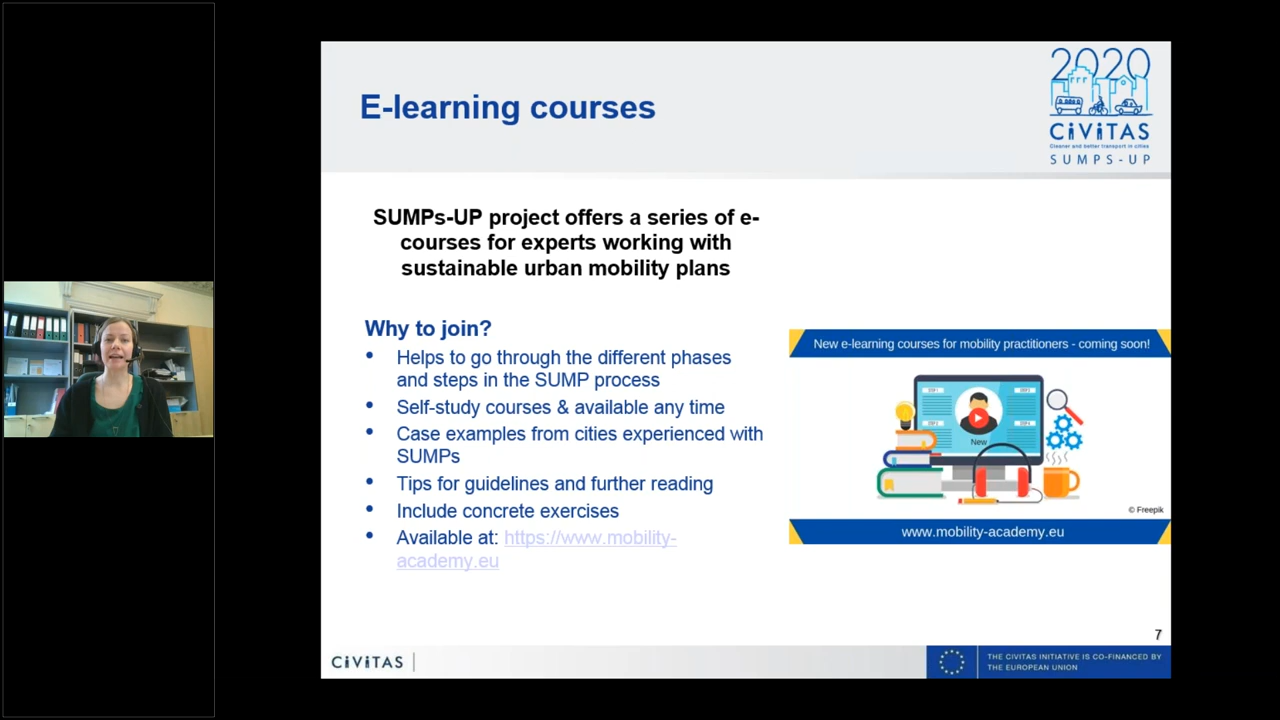 E-learning courses
2020
CiViTAS
Cleaner and better transport in cities
SUMPS-UP
SUMPs-UP project offers a series of e-
courses for experts working with
sustainable urban mobility plans
Why to join?
• Helps to go through the different phases
and steps in the SUMP process
• Self-study courses & available any time
• Case examples from cities experienced with
SUMPs
• Tips for guidelines and further reading
• Include concrete exercises
• Available at: https://www.mobility-
academy.eu
New e-learning courses for mobility practitioners - coming soon!
New
© Freepik
www.mobility-academy.eu
7
CiViTAS
THE CIVITAS INITIATIVE IS CO-FINANCED BY
THE EUROPEAN UNION